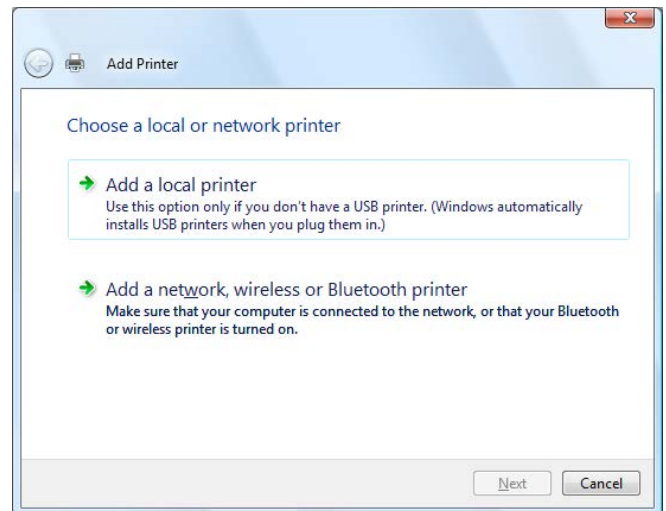 Add Printer
Choose a local or network printer
Add a local printer
Use this option only if you don't have a USB printer. (Windows automatically
installs USB printers when you plug them in.)
Add a network, wireless or Bluetooth printer
Make sure that your computer is connected to the network, or that your Bluetooth
or wireless printer is turned on.
Next Cancel